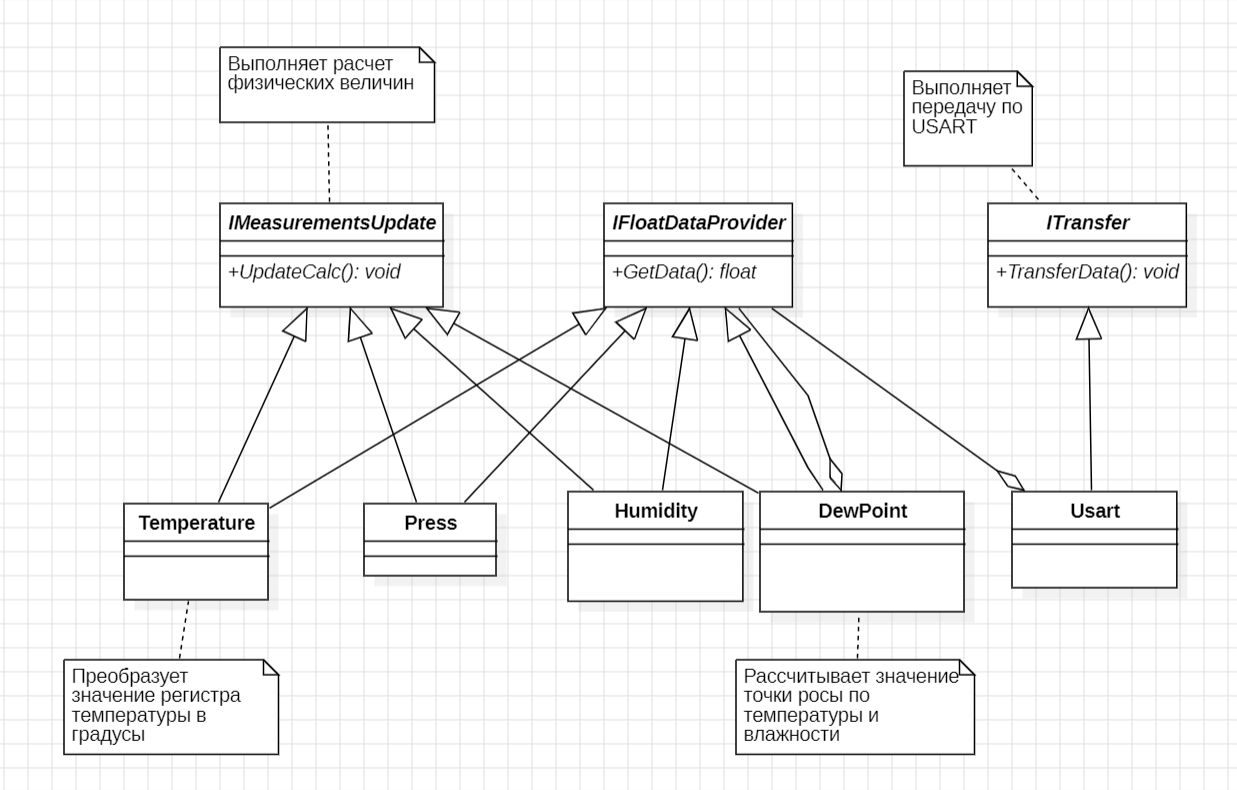 Выполняет расчет
физических величин
Выполняет
передачу по
USART
IMeasurementsUpdate
+UpdateCalc(): void
IFloatDataProvider
+GetData(): float
ITransfer
+TransferData(): void
Temperature
Press
Humidity
DewPoint
Usart
Преобразует
значение регистра
температуры в
градусы
Рассчитывает значение
точки росы по
температуры и
влажности